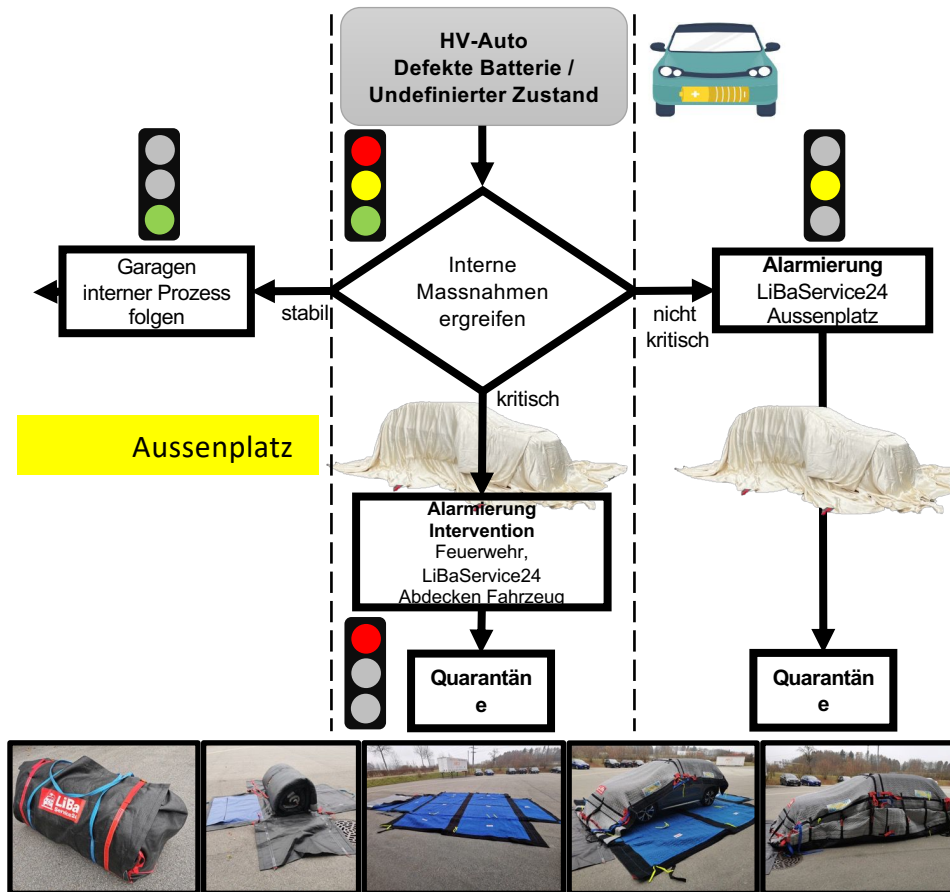 HV-Auto
Defekte Batterie /
Undefinierter Zustand
Garagen
interner Prozess
folgen
stabil
Interne
Massnahmen
ergreifen
nicht
kritisch
Alarmierung
LiBaService24
Aussenplatz
kritisch
Aussenplatz
Alarmierung
Intervention
Feuerwehr,
LiBaService24
Abdecken Fahrzeug
Quarantän
e
Quarantän
e
LiBa
Service24